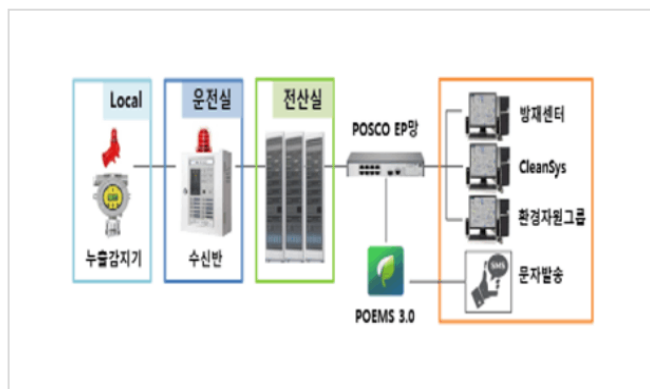 Local
누출감지기
운전실
수신반
전산실
POSCO EP망
POEMS 3.0
방재센터
CleanSys
환경자원그룹
SMS
문자발송